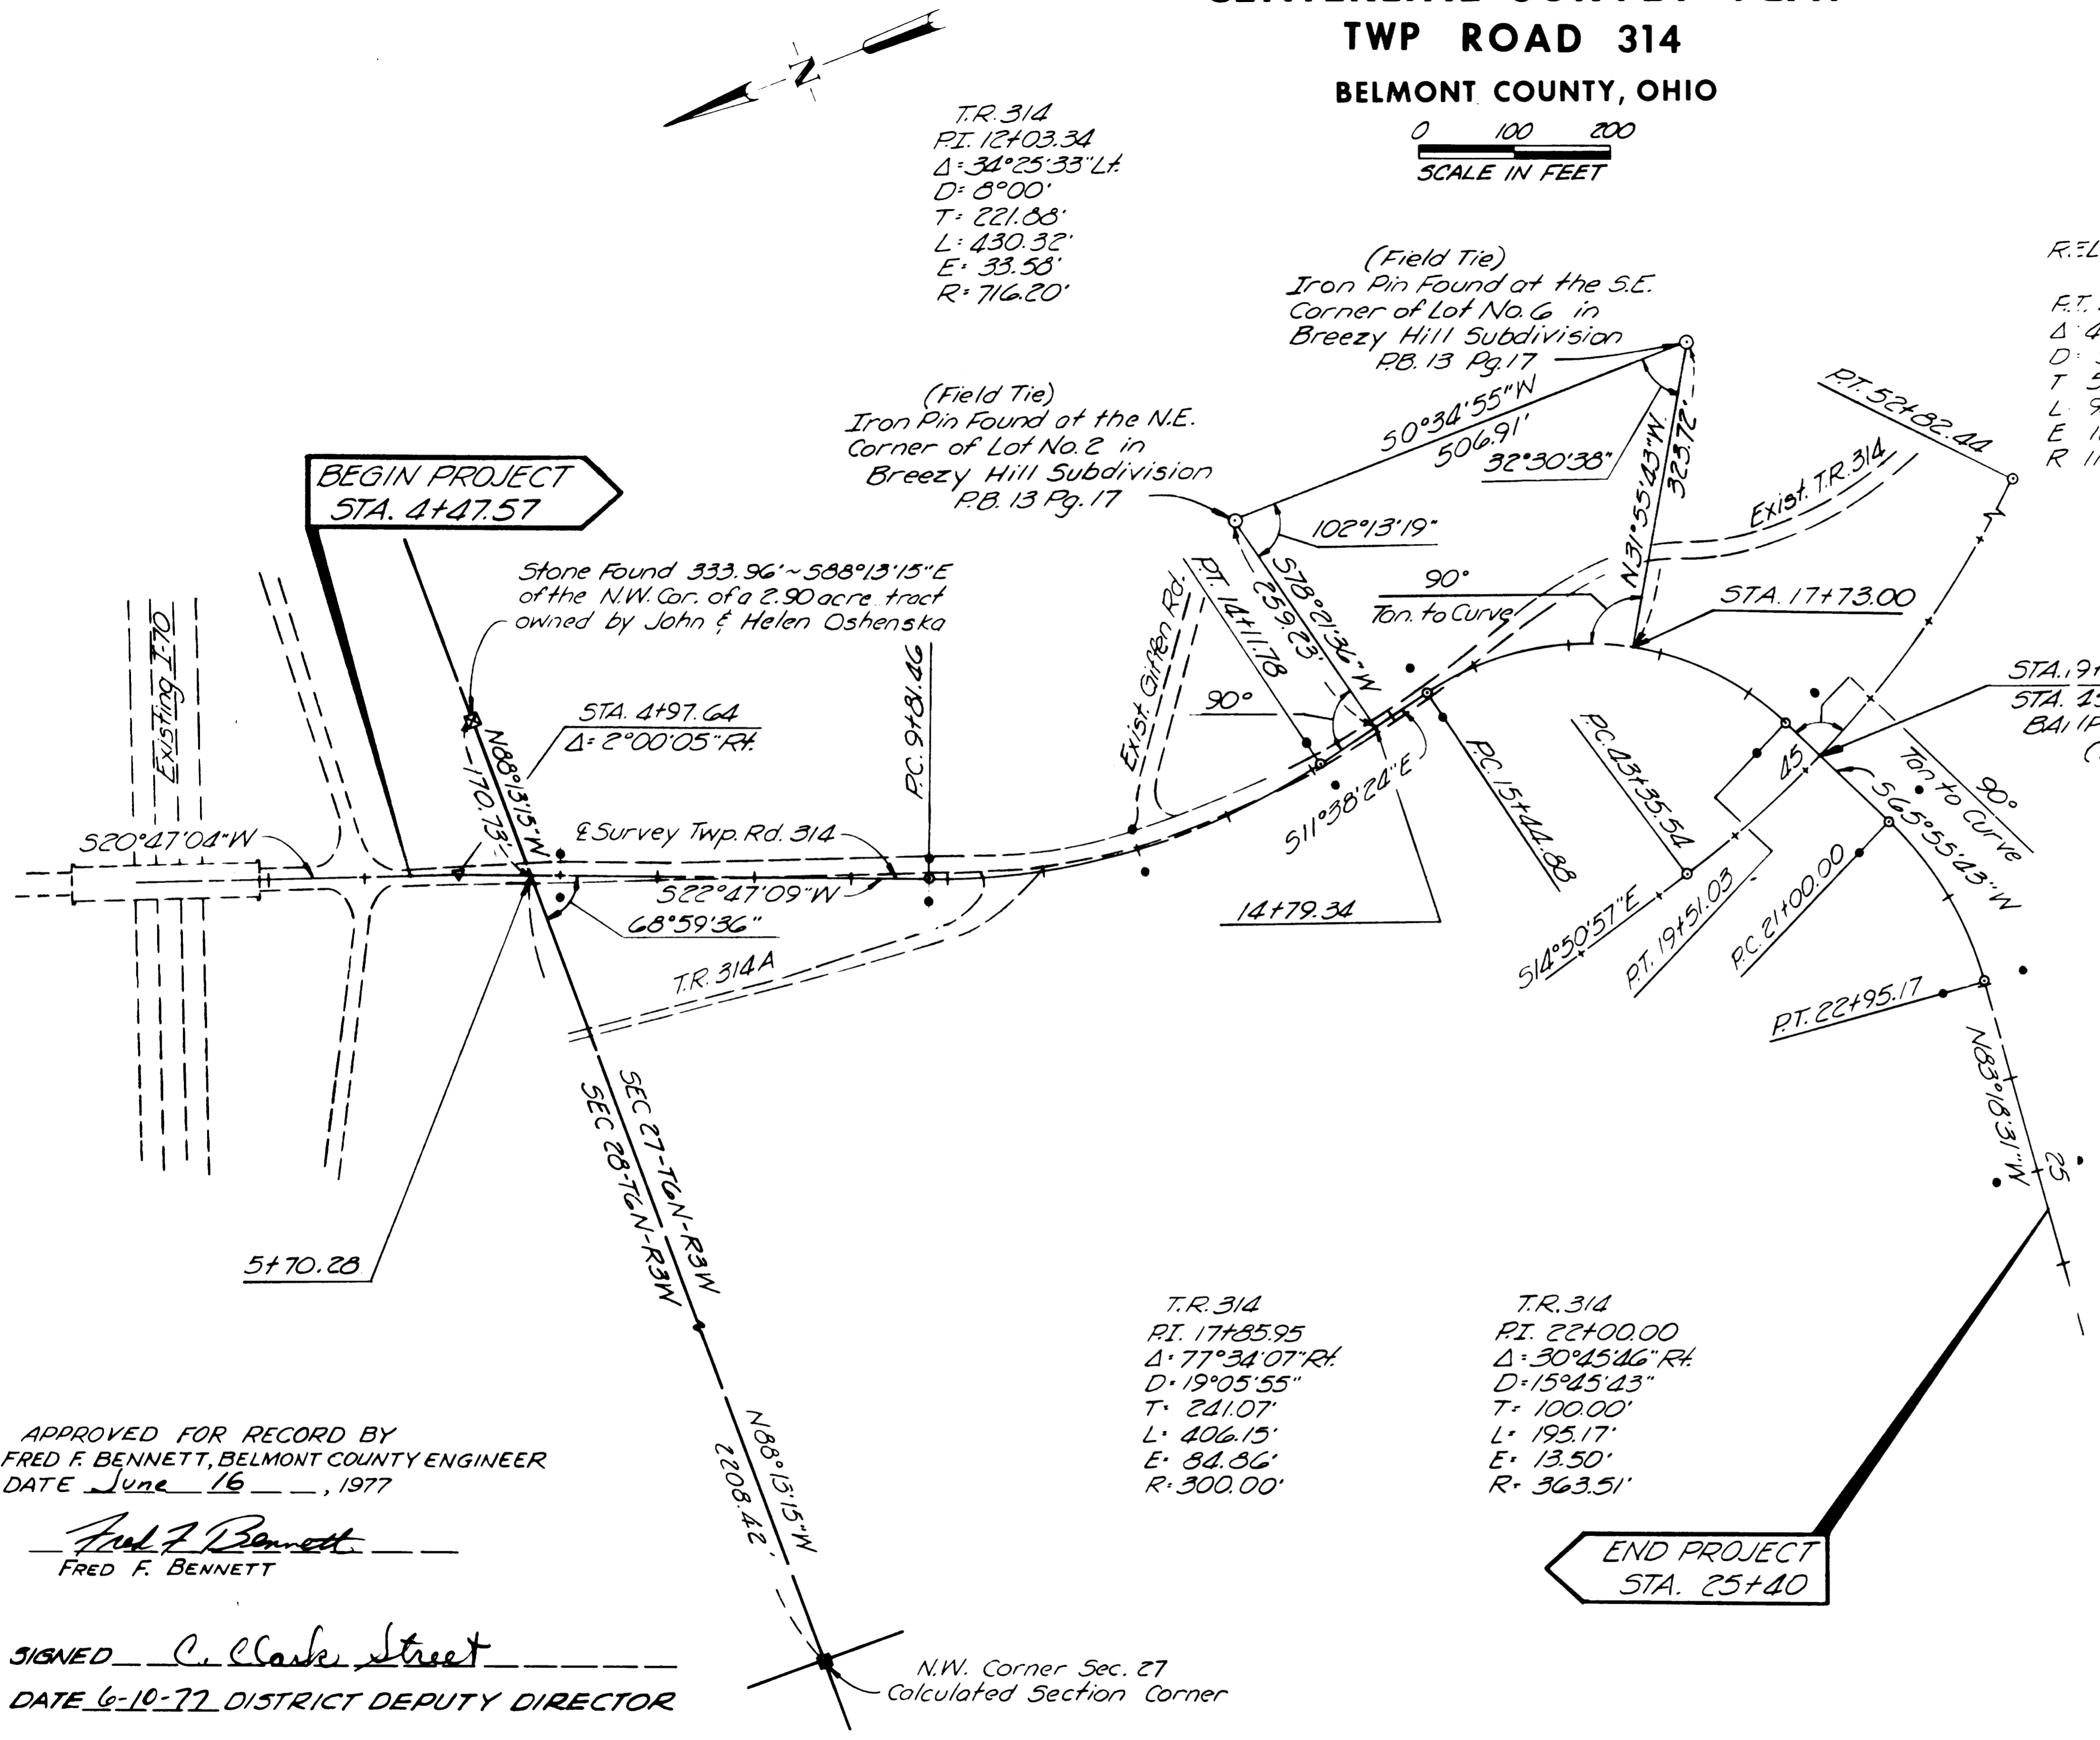 TWP ROAD 314
BELMONT COUNTY, OHIO
0 100 200
SCALE IN FEET
N
T.R. 314
P.I. 12+03.34
Δ= 34°25'33" Lt.
D= 8°00'
T= 221.88'
L= 430.32'
E= 33.58'
R= 716.20'
(Field Tie)
Iron Pin Found at the S.E.
Corner of Lot No. 6 in
Breezy Hill Subdivision
P.B. 13 Pg. 17
(Field Tie)
Iron Pin Found at the N.E.
Corner of Lot No. 2 in
Breezy Hill Subdivision
P.B. 13 Pg. 17
S0°34'55"W
506.91'
32°30'38"
N31°55'43"W
323.72'
102°13'19"
P.T. 52+82.44
Exist. T.R. 314
BEGIN PROJECT
STA. 4+47.57
Stone Found 333.96' ~ S88°13'15"E
of the N.W. Cor. of a 2.90 acre tract
owned by John & Helen Oshenska
Existing I-70
STA. 4+97.64
Δ= 2°00'05" Rt.
N88°13'15"W
170.73'
P.C. 9+81.46
Exist. Giffen Rd.
P.T. 14+11.78
S78°21'36"W
259.23'
90°
90°
Tan. to Curve
STA. 17+73.00
S20°47'04"W
℄ Survey Twp. Rd. 314
S22°47'09"W
68°59'36"
T.R. 314A
S11°38'24"E
14+79.34
P.C. 15+44.88
P.C. 43+35.54
45
90°
Tan to Curve
S65°55'43"W
S14°50'57"E
P.T. 19+51.03
P.C. 21+00.00
P.T. 22+95.17
N83°18'31"W
25
5+70.28
SEC 27-T6N-R3W
SEC 28-T6N-R3W
N88°13'15"W
2208.42'
T.R. 314
P.I. 17+85.95
Δ= 77°34'07" Rt.
D= 19°05'55"
T= 241.07'
L= 406.15'
E= 84.86'
R= 300.00'
T.R. 314
P.I. 22+00.00
Δ= 30°45'46" Rt.
D= 15°45'43"
T= 100.00'
L= 195.17'
E= 13.50'
R= 363.51'
END PROJECT
STA. 25+40
APPROVED FOR RECORD BY
FRED F. BENNETT, BELMONT COUNTY ENGINEER
DATE June 16, 1977
Fred F Bennett
FRED F. BENNETT
SIGNED C. Clark Street
DATE 6-10-77 DISTRICT DEPUTY DIRECTOR
N.W. Corner Sec. 27
Calculated Section Corner